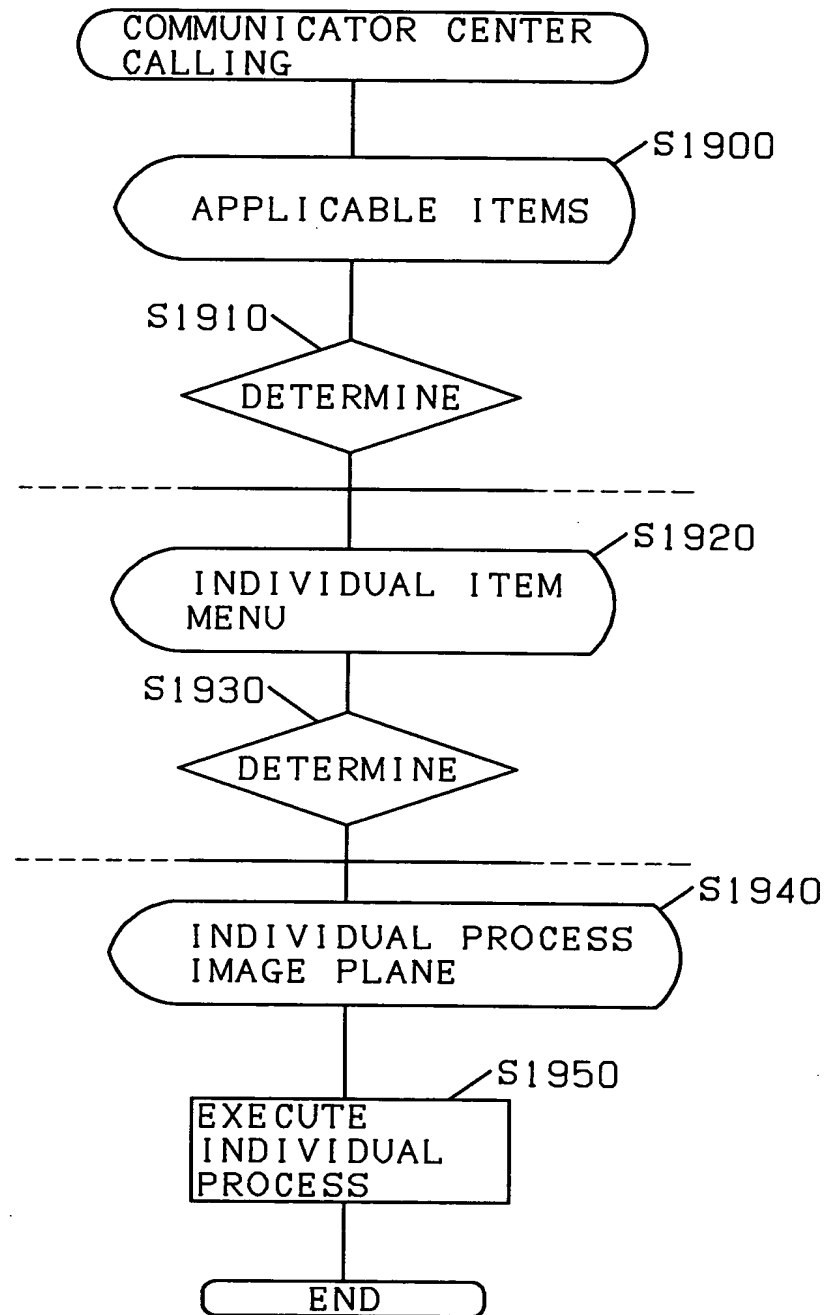 COMMUNICATOR CENTER
CALLING
S1900
APPLICABLE ITEMS
S1910
DETERMINE
S1920
INDIVIDUAL ITEM
MENU
S1930
DETERMINE
S1940
INDIVIDUAL PROCESS
IMAGE PLANE
S1950
EXECUTE
INDIVIDUAL
PROCESS
END